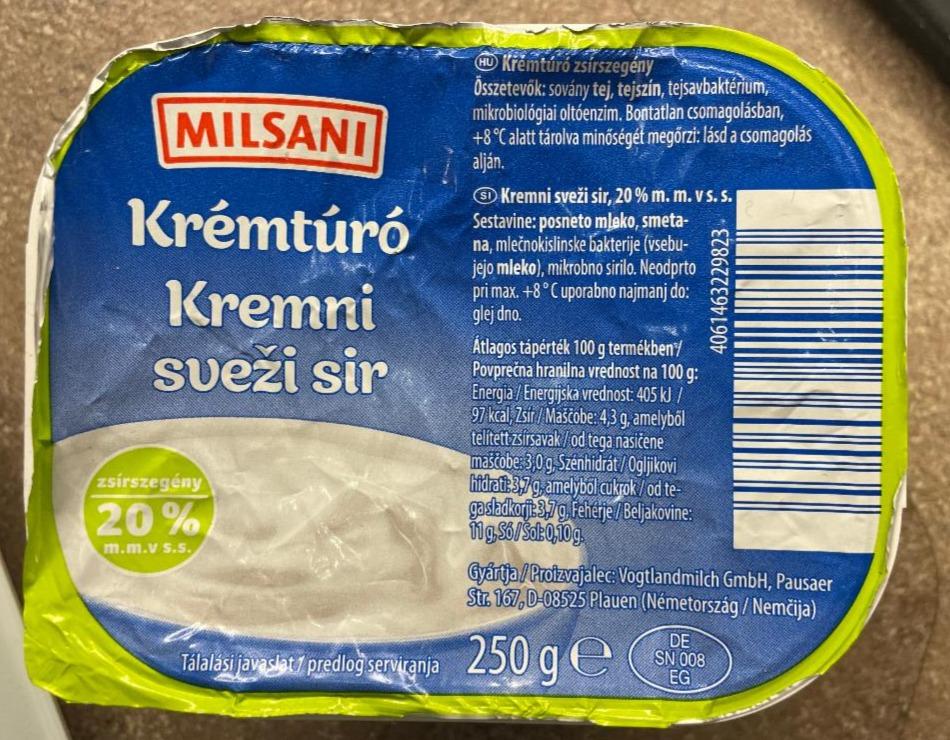 MILSANI
Krémtúró
Kremni
sveži sir
zsírszegény
20 %
m.m.v s.s.
Tálalási javaslat / predlog serviranja
HU Krémtúró zsírszegény
Összetevők: sovány tej, tejszín, tejsavbaktérium,
mikrobiológiai oltóenzim. Bontatlan csomagolásban,
+8 °C alatt tárolva minőségét megőrzi: lásd a csomagolás
alján.
SI Kremni sveži sir, 20 % m. m. v s. s.
Sestavine: posneto mleko, smeta-
na, mlečnokislinske bakterije (vsebu-
jejo mleko), mikrobno sirilo. Neodprto
pri max. +8° C uporabno najmanj do:
glej dno.
Átlagos tápérték 100 g termékben*/
Povprečna hranilna vrednost na 100 g:
Energia / Energijska vrednost: 405 kJ /
97 kcal, Zsír / Maščobe: 4,3 g, amelyből
telített zsírsavak / od tega nasičene
maščobe: 3,0 g, Szénhidrát / Ogljikovi
hidrati: 3,7 g, amelyből cukrok / od te-
ga sladkorji: 3,7 g, Fehérje / Beljakovine:
11 g, Só / Sol: 0,10 g.
Gyártja / Proizvajalec: Vogtlandmilch GmbH, Pausaer
Str. 167, D-08525 Plauen (Németország / Nemčija)
250 g e
DE
SN 008
EG
4061463229823